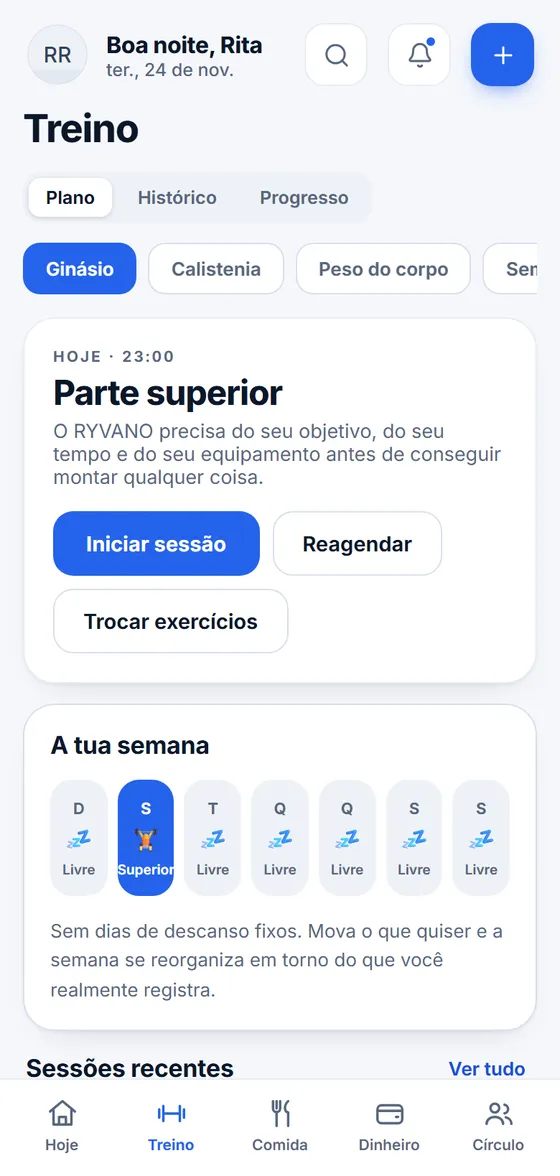 RR
Boa noite, Rita
ter., 24 de nov.
Treino
Plano
Histórico
Progresso
Ginásio
Calistenia
Peso do corpo
HOJE · 23:00
Parte superior
O RYVANO precisa do seu objetivo, do seu
tempo e do seu equipamento antes de conseguir
montar qualquer coisa.
Iniciar sessão
Reagendar
Trocar exercícios
A tua semana
D
S
T
Q
Q
S
S
Livre
Superior
Livre
Livre
Livre
Livre
Livre
Sem dias de descanso fixos. Mova o que quiser e a
semana se reorganiza em torno do que você
realmente registra.
Sessões recentes
Ver tudo
Hoje
Treino
Comida
Dinheiro
Círculo